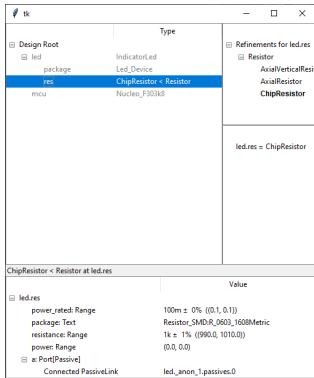 tk
Type
Design Root
led IndicatorLed
package Led_Device
res ChipResistor < Resistor
mcu Nucleo_F303k8
Refinements for led.res
Resistor
AxialVerticalResi
AxialResistor
ChipResistor
led.res = ChipResistor
ChipResistor < Resistor at led.res
Value
led.res
power_rated: Range 100m ± 0% ((0.1, 0.1))
package: Text Resistor_SMD:R_0603_1608Metric
resistance: Range 1k ± 1% ((990.0, 1010.0))
power: Range (0.0, 0.0)
a: Port[Passive]
Connected PassiveLink led._anon_1.passives.0